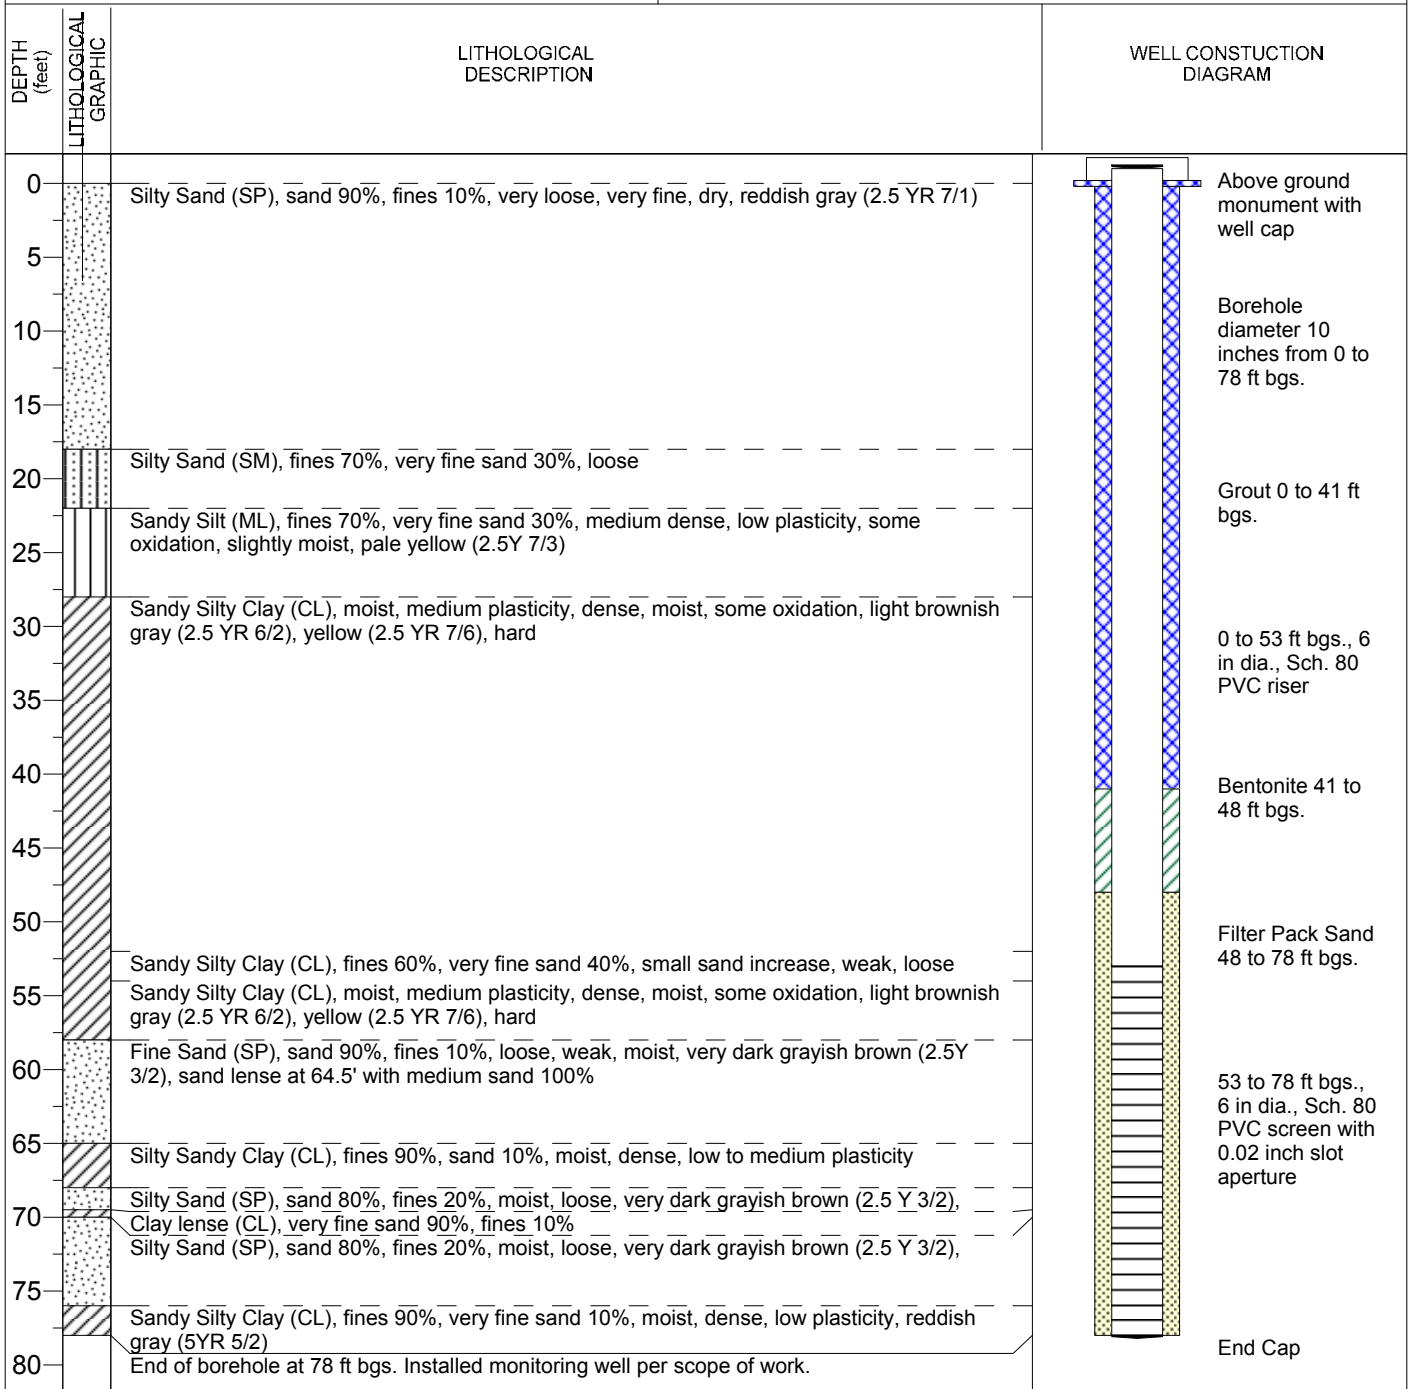 DEPTH
(feet)
LITHOLOGICAL
GRAPHIC
LITHOLOGICAL
DESCRIPTION
WELL CONSTUCTION
DIAGRAM
0
5
10
15
20
25
30
35
40
45
50
55
60
65
70
75
80
Silty Sand (SP), sand 90%, fines 10%, very loose, very fine, dry, reddish gray (2.5 YR 7/1)
Silty Sand (SM), fines 70%, very fine sand 30%, loose
Sandy Silt (ML), fines 70%, very fine sand 30%, medium dense, low plasticity, some
oxidation, slightly moist, pale yellow (2.5Y 7/3)
Sandy Silty Clay (CL), moist, medium plasticity, dense, moist, some oxidation, light brownish
gray (2.5 YR 6/2), yellow (2.5 YR 7/6), hard
Sandy Silty Clay (CL), fines 60%, very fine sand 40%, small sand increase, weak, loose
Sandy Silty Clay (CL), moist, medium plasticity, dense, moist, some oxidation, light brownish
gray (2.5 YR 6/2), yellow (2.5 YR 7/6), hard
Fine Sand (SP), sand 90%, fines 10%, loose, weak, moist, very dark grayish brown (2.5Y
3/2), sand lense at 64.5' with medium sand 100%
Silty Sandy Clay (CL), fines 90%, sand 10%, moist, dense, low to medium plasticity
Silty Sand (SP), sand 80%, fines 20%, moist, loose, very dark grayish brown (2.5 Y 3/2),
Clay lense (CL), very fine sand 90%, fines 10%
Silty Sand (SP), sand 80%, fines 20%, moist, loose, very dark grayish brown (2.5 Y 3/2),
Sandy Silty Clay (CL), fines 90%, very fine sand 10%, moist, dense, low plasticity, reddish
gray (5YR 5/2)
End of borehole at 78 ft bgs. Installed monitoring well per scope of work.
Above ground
monument with
well cap
Borehole
diameter 10
inches from 0 to
78 ft bgs.
Grout 0 to 41 ft
bgs.
0 to 53 ft bgs., 6
in dia., Sch. 80
PVC riser
Bentonite 41 to
48 ft bgs.
Filter Pack Sand
48 to 78 ft bgs.
53 to 78 ft bgs.,
6 in dia., Sch. 80
PVC screen with
0.02 inch slot
aperture
End Cap